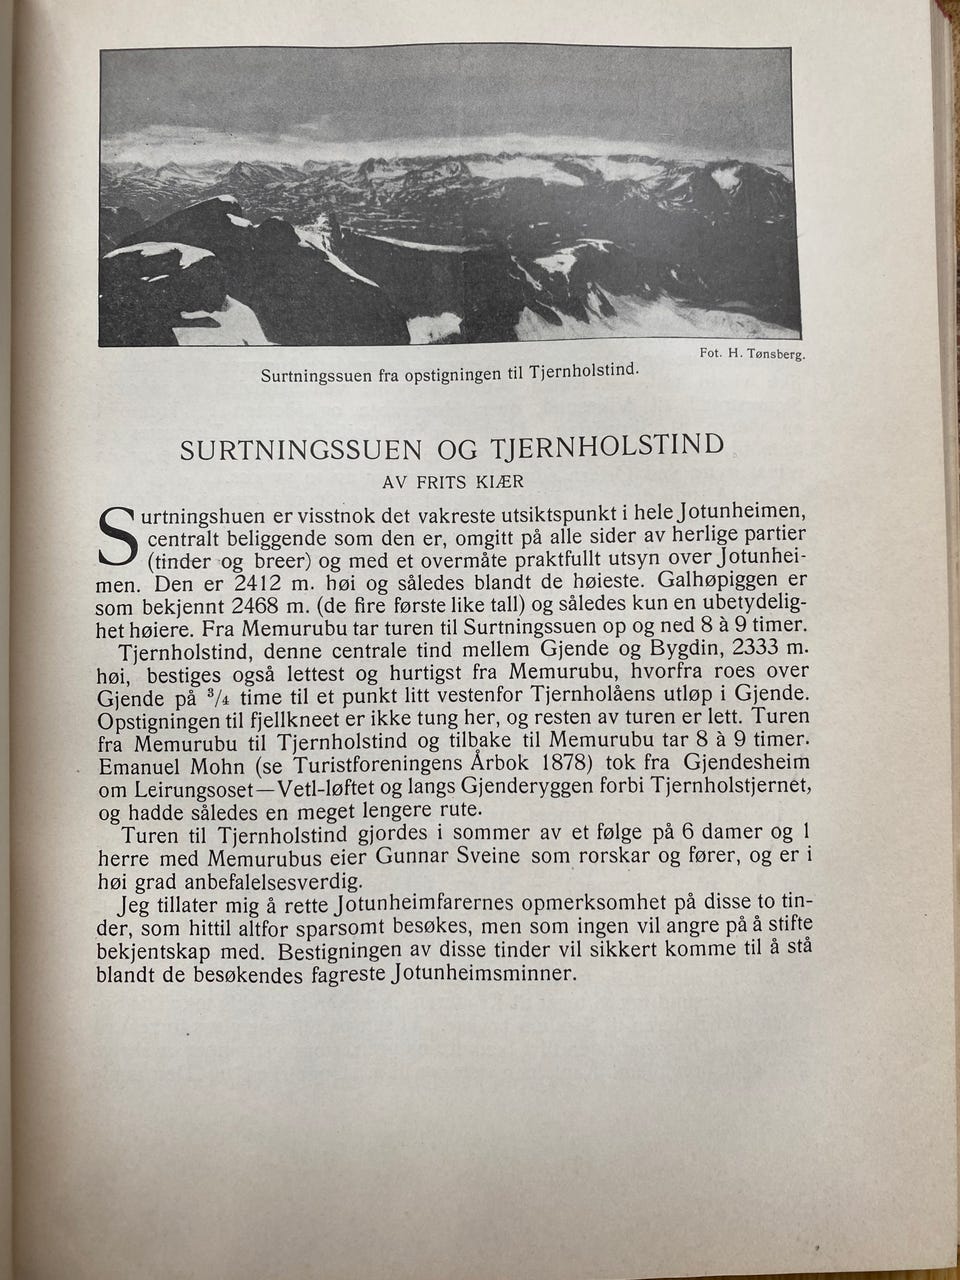 Fot. H. Tønsberg.
Surtningssuen fra opstigningen til Tjernholstind.
SURTNINGSSUEN OG TJERNHOLSTIND
AV FRITS KIÆR
Surtningshuen er visstnok det vakreste utsiktspunkt i hele Jotunheimen,
centralt beliggende som den er, omgitt på alle sider av herlige partier
(tinder og breer) og med et overmåte praktfullt utsyn over Jotunhei-
men. Den er 2412 m. høi og således blandt de høieste. Galhøpiggen er
som bekjennt 2468 m. (de fire første like tall) og således kun en ubetydelig-
het høiere. Fra Memurubu tar turen til Surtningssuen op og ned 8 à 9 timer.
Tjernholstind, denne centrale tind mellem Gjende og Bygdin, 2333 m.
høi, bestiges også lettest og hurtigst fra Memurubu, hvorfra roes over
Gjende på ³/₄ time til et punkt litt vestenfor Tjernholåens utløp i Gjende.
Opstigningen til fjellkneet er ikke tung her, og resten av turen er lett. Turen
fra Memurubu til Tjernholstind og tilbake til Memurubu tar 8 à 9 timer.
Emanuel Mohn (se Turistforeningens Årbok 1878) tok fra Gjendesheim
om Leirungsoset—Vetl-løftet og langs Gjenderyggen forbi Tjernholstjernet,
og hadde således en meget lengere rute.
Turen til Tjernholstind gjordes i sommer av et følge på 6 damer og 1
herre med Memurubus eier Gunnar Sveine som rorskar og fører, og er i
høi grad anbefalelsesverdig.
Jeg tillater mig å rette Jotunheimfarernes opmerksomhet på disse to tin-
der, som hittil altfor sparsomt besøkes, men som ingen vil angre på å stifte
bekjentskap med. Bestigningen av disse tinder vil sikkert komme til å stå
blandt de besøkendes fagreste Jotunheimsminner.